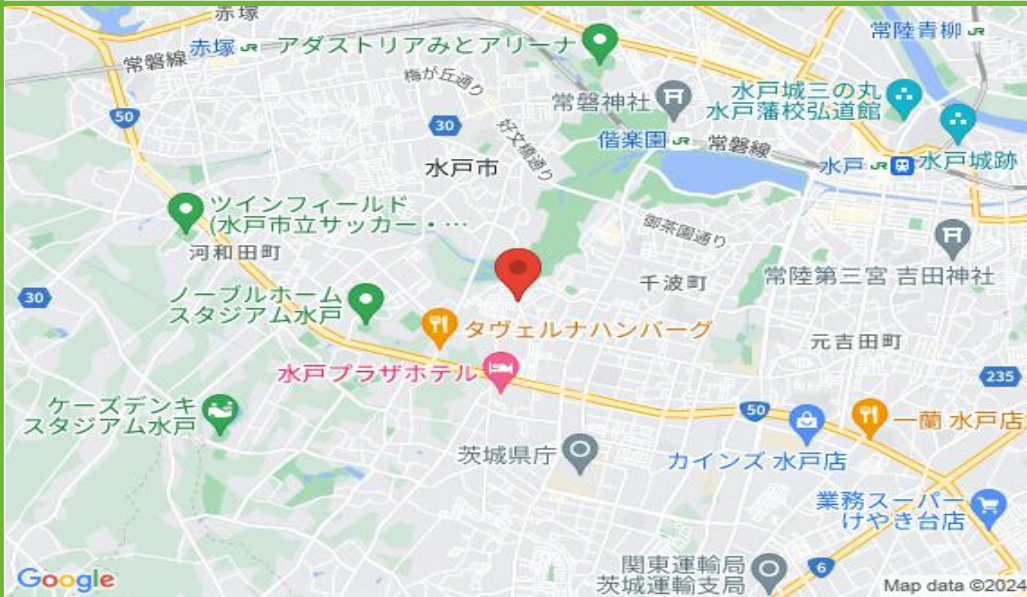 赤塚
赤塚 JR
アダストリアみとアリーナ
常陸青柳 JR
常磐線
梅が丘通り
常磐神社
水戸城三の丸
水戸藩校弘道館
50
30
好文橋通り
偕楽園 JR
常磐線
水戸市
水戸 JR
水戸城跡
ツインフィールド
(水戸市立サッカー・…
御茶園通り
河和田町
千波町
常陸第三宮 吉田神社
30
ノーブルホーム
スタジアム水戸
タヴェルナハンバーグ
元吉田町
水戸プラザホテル
235
ケーズデンキ
スタジアム水戸
50
一蘭 水戸店
茨城県庁
カインズ 水戸店
業務スーパー
けやき台店
関東運輸局
茨城運輸支局
6
Google
Map data ©2024